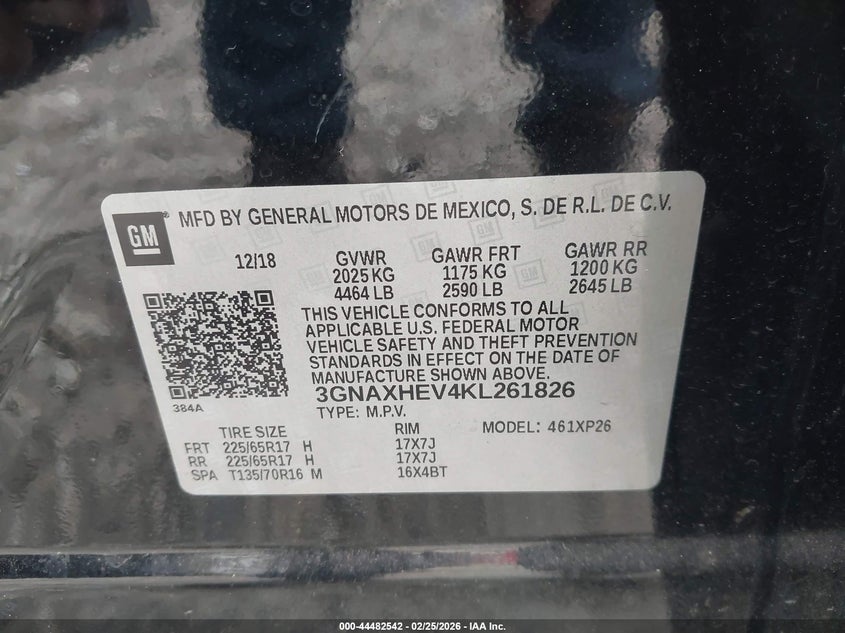 GM
MFD BY GENERAL MOTORS DE MEXICO, S. DE R.L. DE C.V.
12/18 GVWR GAWR FRT GAWR RR
2025 KG 1175 KG 1200 KG
4464 LB 2590 LB 2645 LB
THIS VEHICLE CONFORMS TO ALL
APPLICABLE U.S. FEDERAL MOTOR
VEHICLE SAFETY AND THEFT PREVENTION
STANDARDS IN EFFECT ON THE DATE OF
MANUFACTURE SHOWN ABOVE.
3GNAXHEV4KL261826
384A
TYPE: M.P.V.
TIRE SIZE RIM MODEL: 461XP26
FRT 225/65R17 H 17X7J
RR 225/65R17 H 17X7J
SPA T135/70R16 M 16X4BT
000-44482542 - 02/25/2026 - IAA Inc.